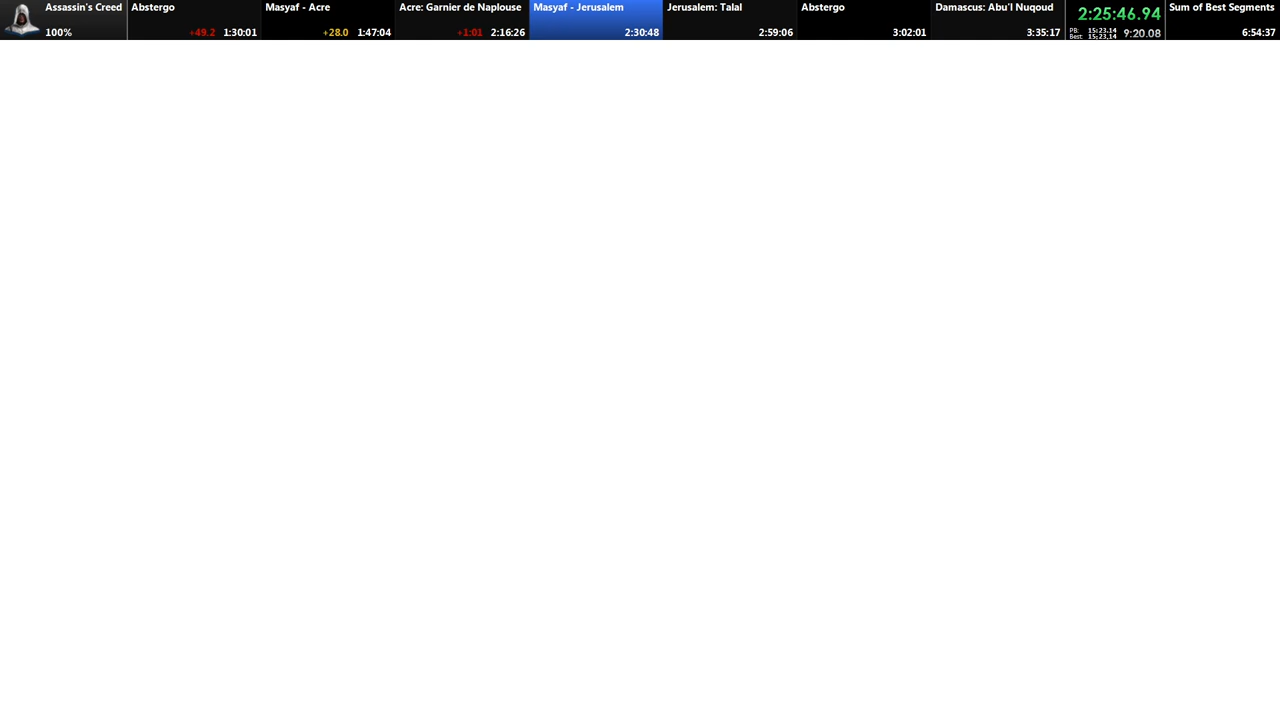 Assassin's Creed
100%
Abstergo
+49.2 1:30:01
Masyaf - Acre
+28.0 1:47:04
Acre: Garnier de Naplouse
+1:01 2:16:26
Masyaf - Jerusalem
2:30:48
Jerusalem: Talal
2:59:06
Abstergo
3:02:01
Damascus: Abu'l Nuqoud
3:35:17
2:25:46.94
PB: 15:23.14
Best: 15:23.14
9:20.08
Sum of Best Segments
6:54:37